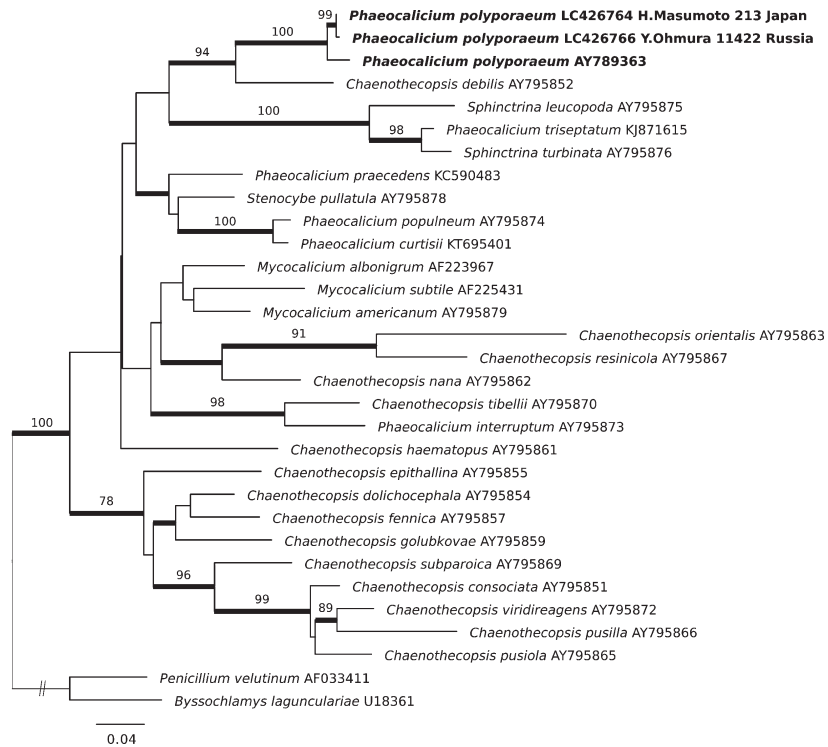 99
Phaeocalicium polyporaeum LC426764 H.Masumoto 213 Japan
100
Phaeocalicium polyporaeum LC426766 Y.Ohmura 11422 Russia
94
Phaeocalicium polyporaeum AY789363
Chaenothecopsis debilis AY795852
100
Sphinctrina leucopoda AY795875
98
Phaeocalicium triseptatum KJ871615
Sphinctrina turbinata AY795876
Phaeocalicium praecedens KC590483
Stenocybe pullatula AY795878
100
Phaeocalicium populneum AY795874
Phaeocalicium curtisii KT695401
Mycocalicium albonigrum AF223967
Mycocalicium subtile AF225431
Mycocalicium americanum AY795879
91
Chaenothecopsis orientalis AY795863
Chaenothecopsis resinicola AY795867
Chaenothecopsis nana AY795862
98
Chaenothecopsis tibellii AY795870
100
Phaeocalicium interruptum AY795873
Chaenothecopsis haematopus AY795861
Chaenothecopsis epithallina AY795855
78
Chaenothecopsis dolichocephala AY795854
Chaenothecopsis fennica AY795857
Chaenothecopsis golubkovae AY795859
96
Chaenothecopsis subparoica AY795869
Chaenothecopsis consociata AY795851
99
89
Chaenothecopsis viridireagens AY795872
Chaenothecopsis pusilla AY795866
Chaenothecopsis pusiola AY795865
Penicillium velutinum AF033411
//
Byssochlamys lagunculariae U18361
0.04